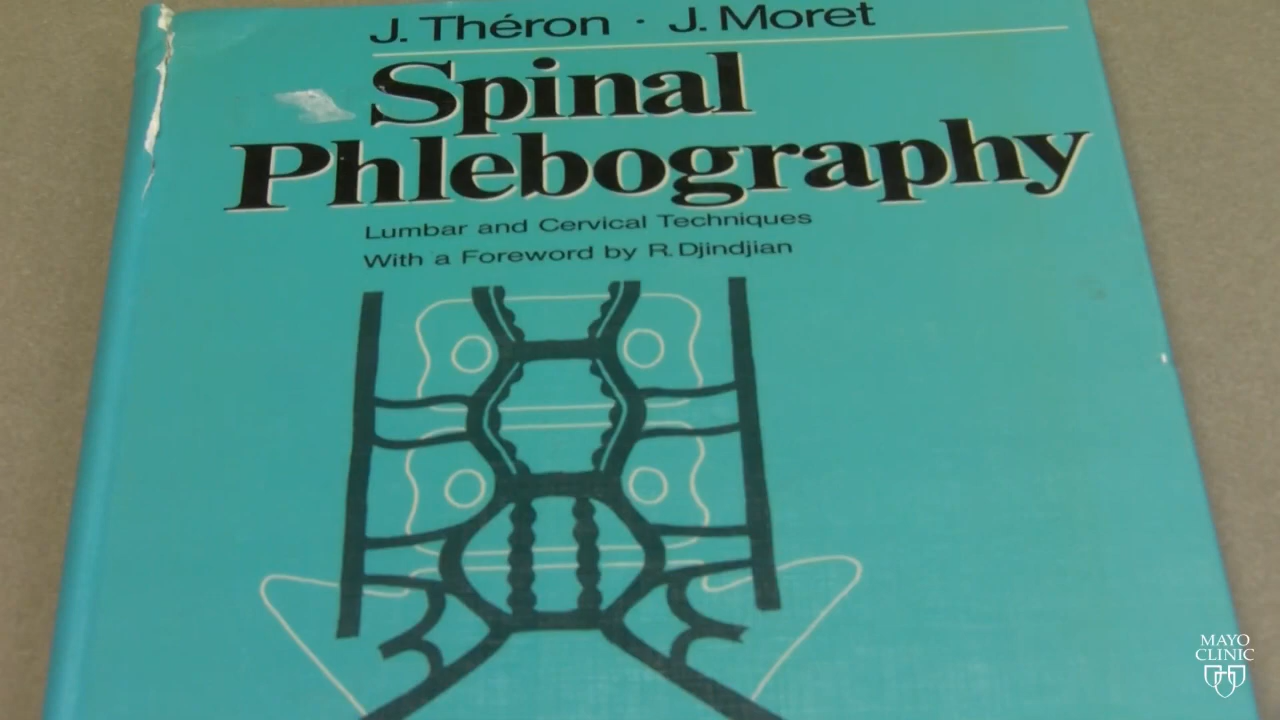 J. Théron · J. Moret
Spinal
Phlebography
Lumbar and Cervical Techniques
With a Foreword by R. Djindjian
MAYO
CLINIC